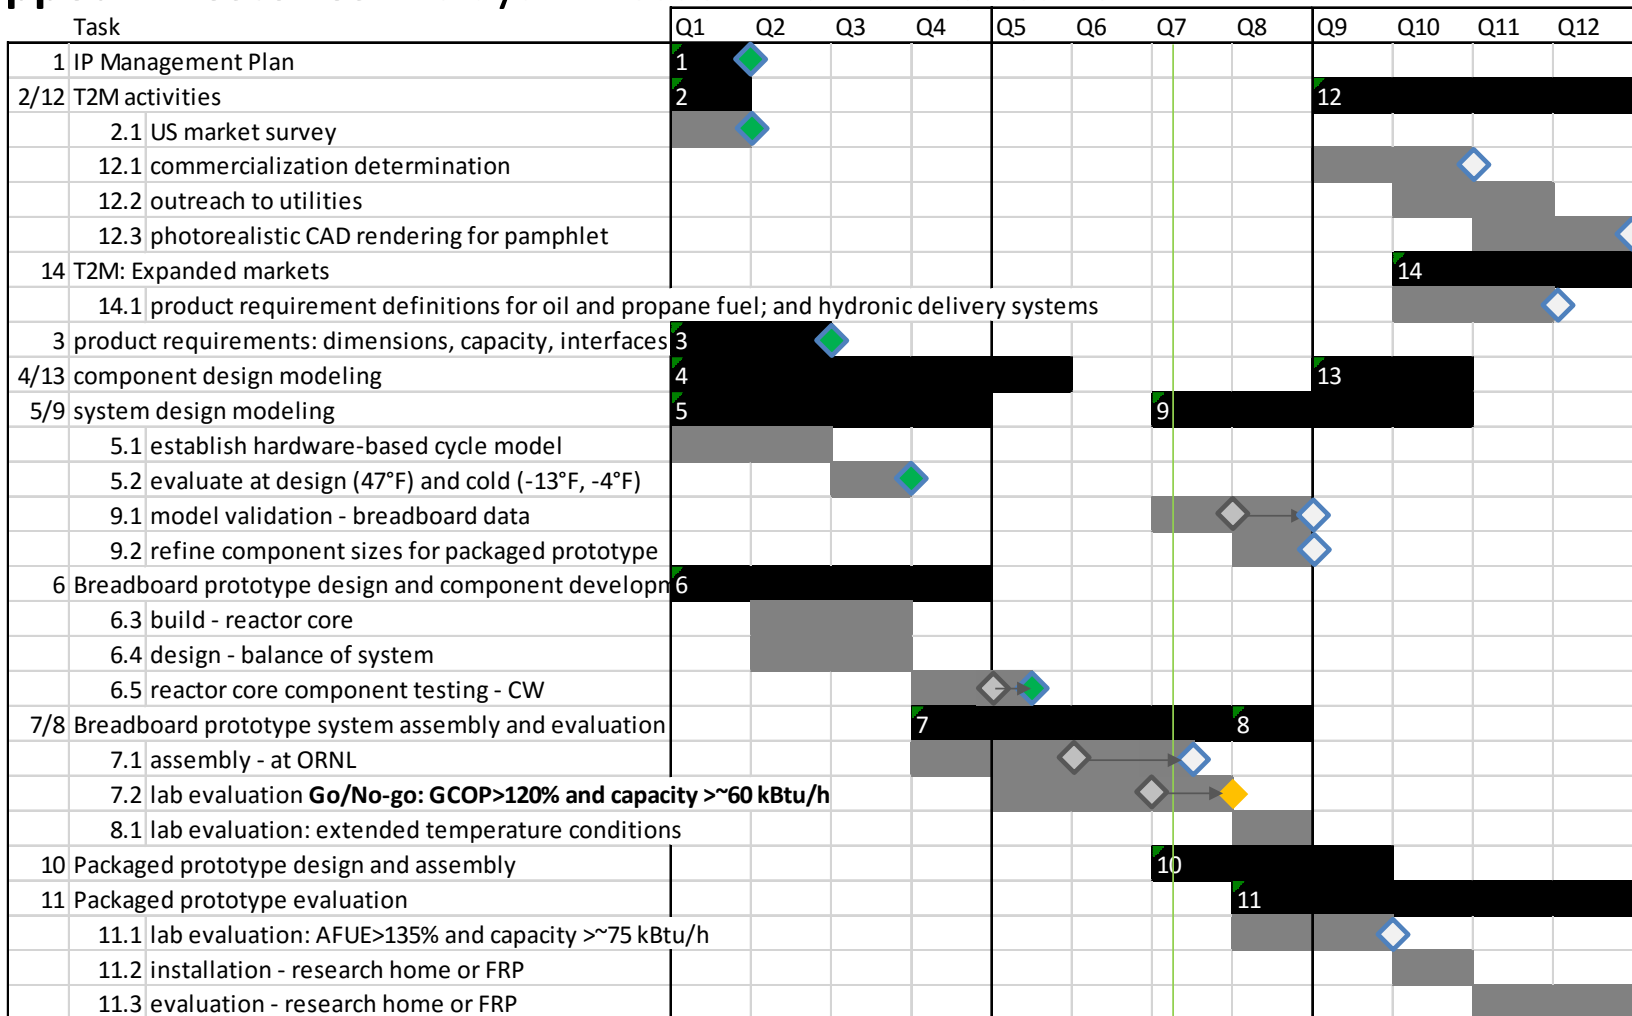 Task Q1 Q2 Q3 Q4 Q5 Q6 Q7 Q8 Q9 Q10 Q11 Q12
1 IP Management Plan 1
2/12 T2M activities 2 12
2.1 US market survey
12.1 commercialization determination
12.2 outreach to utilities
12.3 photorealistic CAD rendering for pamphlet
14 T2M: Expanded markets 14
14.1 product requirement definitions for oil and propane fuel; and hydronic delivery systems
3 product requirements: dimensions, capacity, interfaces 3
4/13 component design modeling 4 13
5/9 system design modeling 5 9
5.1 establish hardware-based cycle model
5.2 evaluate at design (47°F) and cold (-13°F, -4°F)
9.1 model validation - breadboard data
9.2 refine component sizes for packaged prototype
6 Breadboard prototype design and component developm 6
6.3 build - reactor core
6.4 design - balance of system
6.5 reactor core component testing - CW
7/8 Breadboard prototype system assembly and evaluation 7 8
7.1 assembly - at ORNL
7.2 lab evaluation Go/No-go: GCOP>120% and capacity >~60 kBtu/h
8.1 lab evaluation: extended temperature conditions
10 Packaged prototype design and assembly 10
11 Packaged prototype evaluation 11
11.1 lab evaluation: AFUE>135% and capacity >~75 kBtu/h
11.2 installation - research home or FRP
11.3 evaluation - research home or FRP